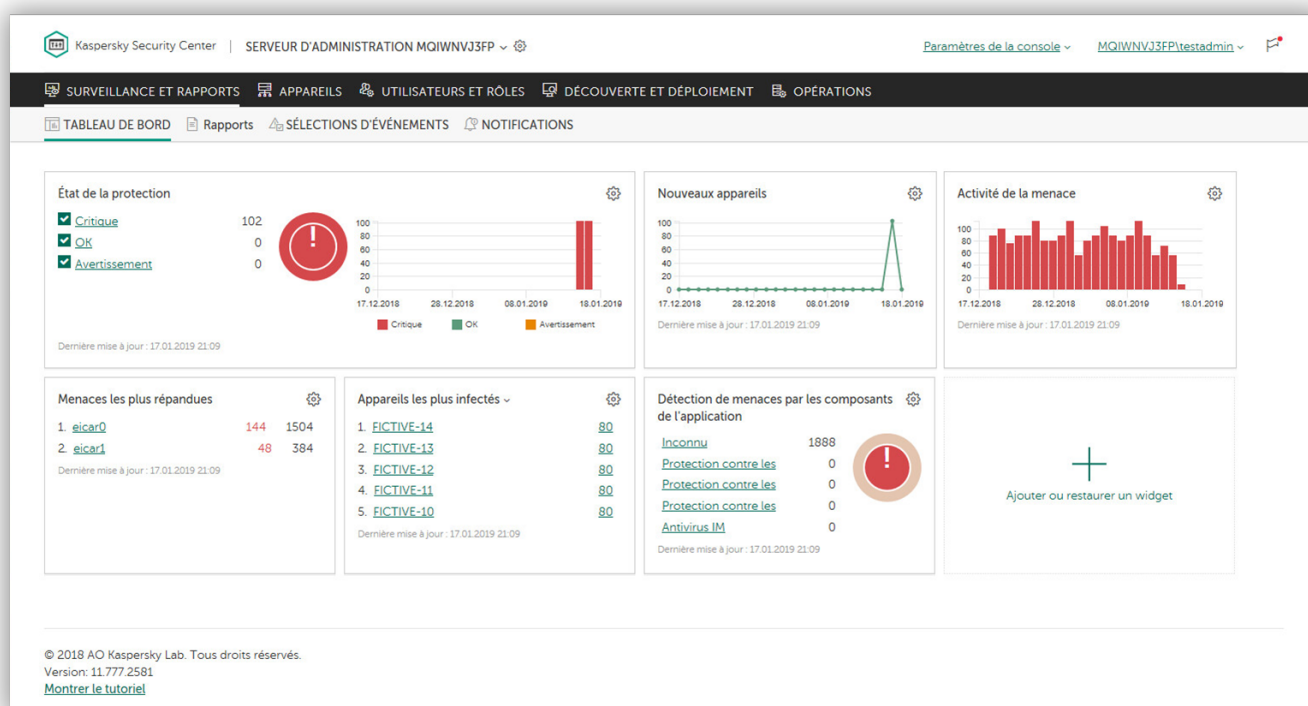 Kaspersky Security Center | SERVEUR D'ADMINISTRATION MQIWNVJ3FP
Paramètres de la console
MQIWNVJ3FP\testadmin
SURVEILLANCE ET RAPPORTS APPAREILS UTILISATEURS ET RÔLES DÉCOUVERTE ET DÉPLOIEMENT OPÉRATIONS
TABLEAU DE BORD Rapports SÉLECTIONS D'ÉVÉNEMENTS NOTIFICATIONS
État de la protection
Critique 102
OK 0
Avertissement 0
100
80
60
40
20
0
17.12.2018 28.12.2018 08.01.2019 18.01.2019
Critique OK Avertissement
Dernière mise à jour : 17.01.2019 21:09
Nouveaux appareils
100
80
60
40
20
0
17.12.2018 28.12.2018 08.01.2019 18.01.2019
Dernière mise à jour : 17.01.2019 21:09
Activité de la menace
100
80
60
40
20
0
17.12.2018 28.12.2018 08.01.2019 18.01.2019
Dernière mise à jour : 17.01.2019 21:09
Menaces les plus répandues
1. eicar0 144 1504
2. eicar1 48 384
Dernière mise à jour : 17.01.2019 21:09
Appareils les plus infectés
1. FICTIVE-14 80
2. FICTIVE-13 80
3. FICTIVE-12 80
4. FICTIVE-11 80
5. FICTIVE-10 80
Dernière mise à jour : 17.01.2019 21:09
Détection de menaces par les composants
de l'application
Inconnu 1888
Protection contre les 0
Protection contre les 0
Protection contre les 0
Antivirus IM 0
Dernière mise à jour : 17.01.2019 21:09
Ajouter ou restaurer un widget
© 2018 AO Kaspersky Lab. Tous droits réservés.
Version: 11.777.2581
Montrer le tutoriel